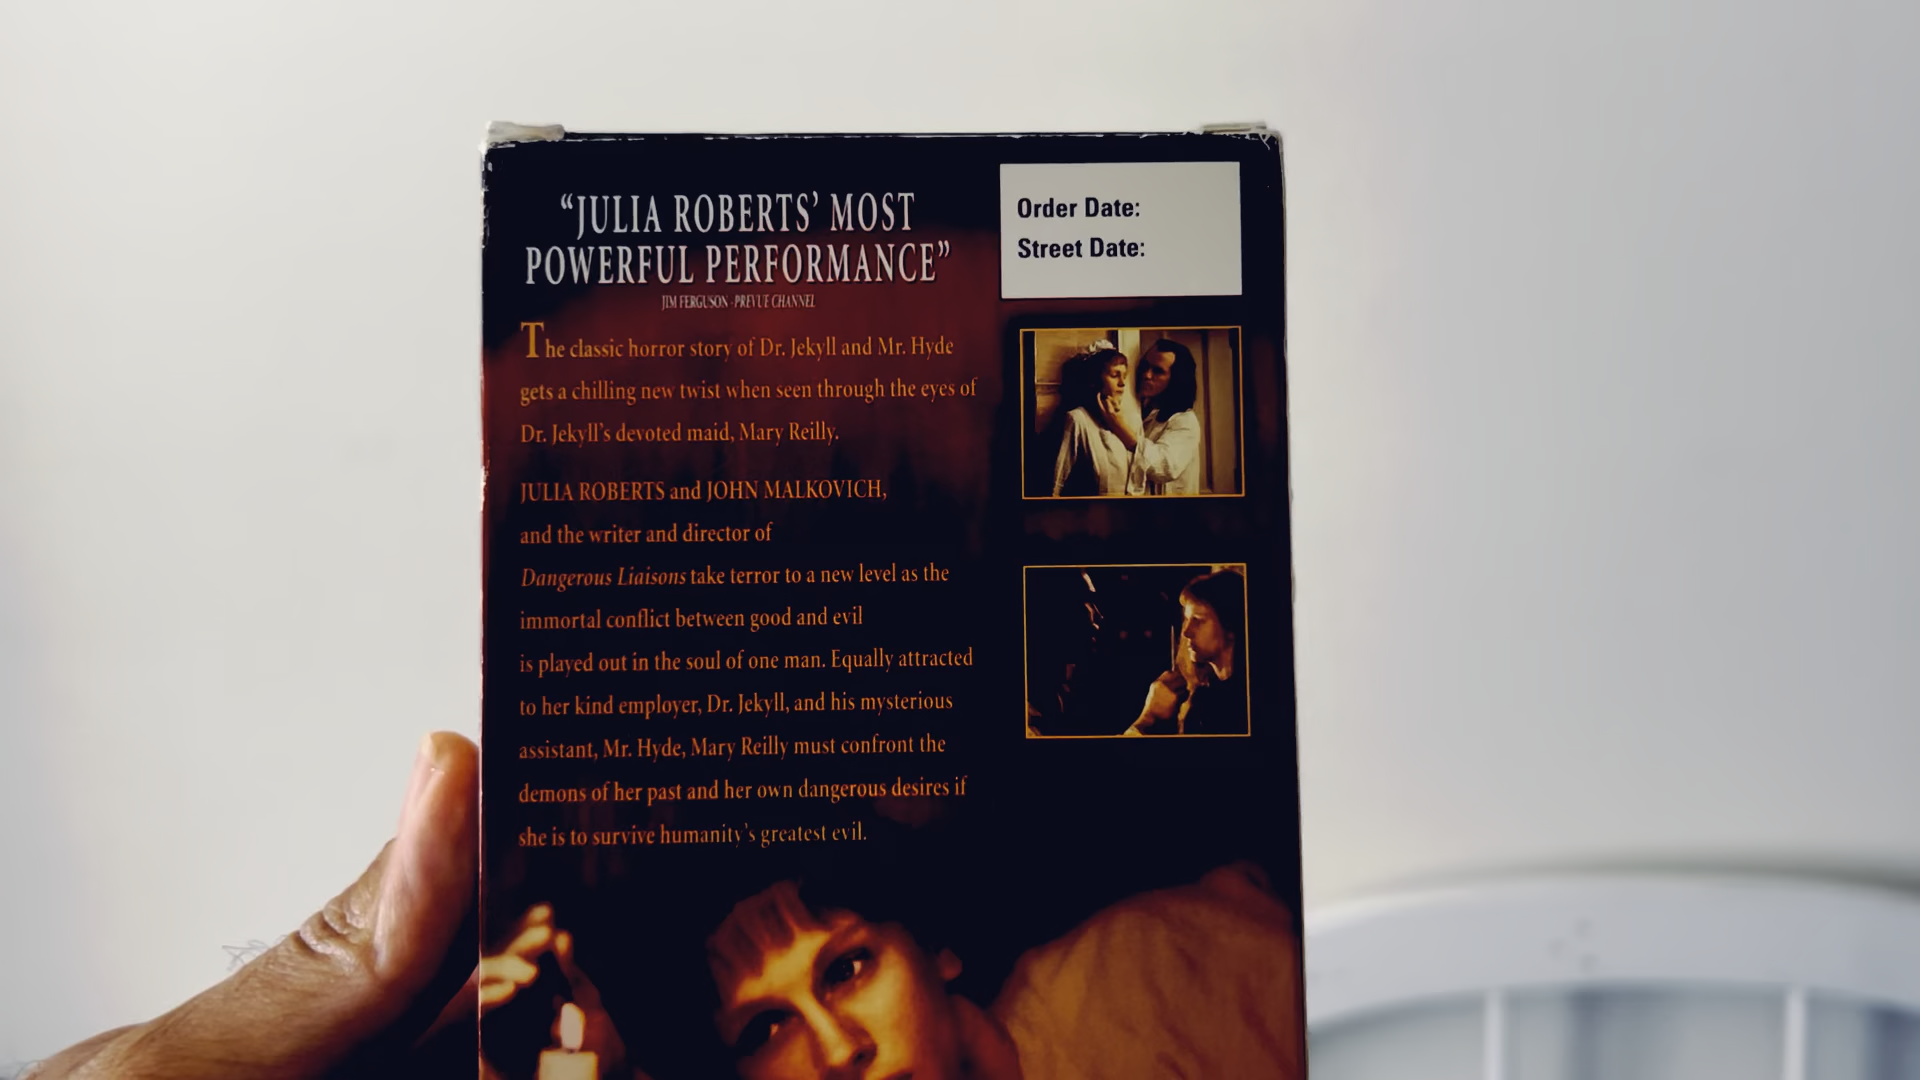 “JULIA ROBERTS’ MOST
POWERFUL PERFORMANCE”
JIM FERGUSON - PREVUE CHANNEL
The classic horror story of Dr. Jekyll and Mr. Hyde
gets a chilling new twist when seen through the eyes of
Dr. Jekyll’s devoted maid, Mary Reilly.
JULIA ROBERTS and JOHN MALKOVICH,
and the writer and director of
Dangerous Liaisons take terror to a new level as the
immortal conflict between good and evil
is played out in the soul of one man. Equally attracted
to her kind employer, Dr. Jekyll, and his mysterious
assistant, Mr. Hyde, Mary Reilly must confront the
demons of her past and her own dangerous desires if
she is to survive humanity’s greatest evil.
Order Date:
Street Date: